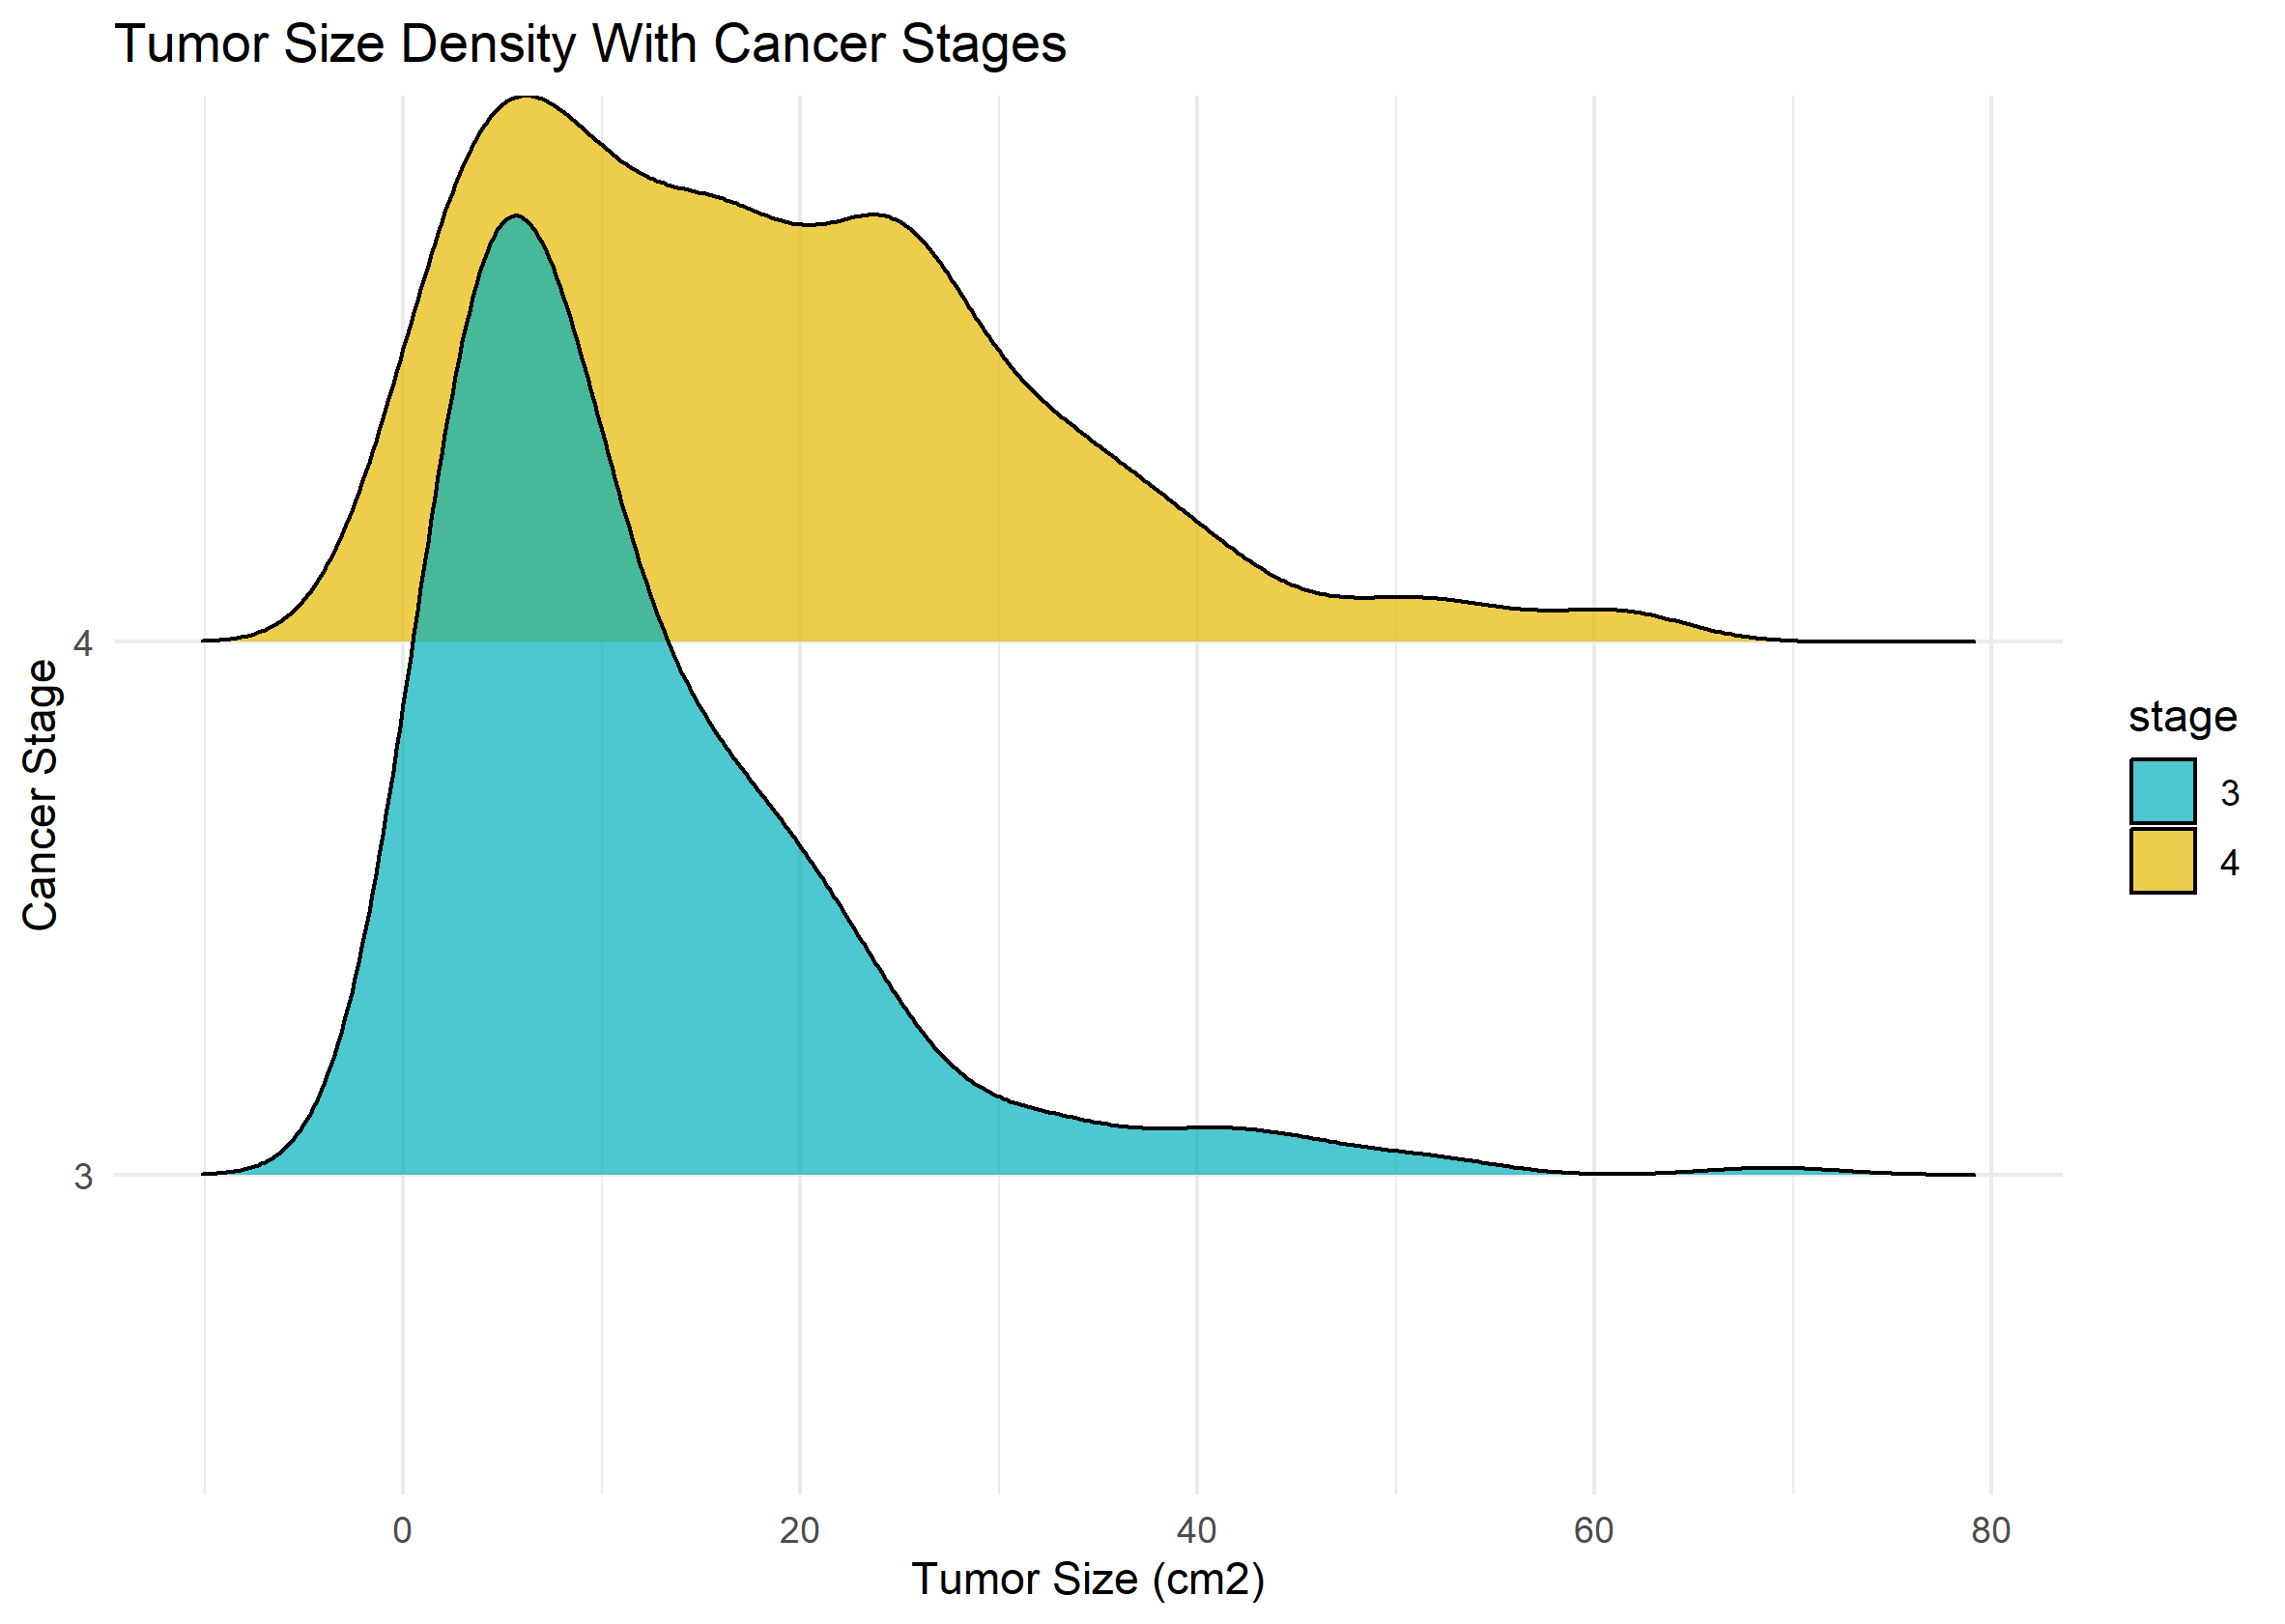 Tumor Size Density With Cancer Stages
Cancer Stage
4
3
0 20 40 60 80
Tumor Size (cm2)
stage
3
4